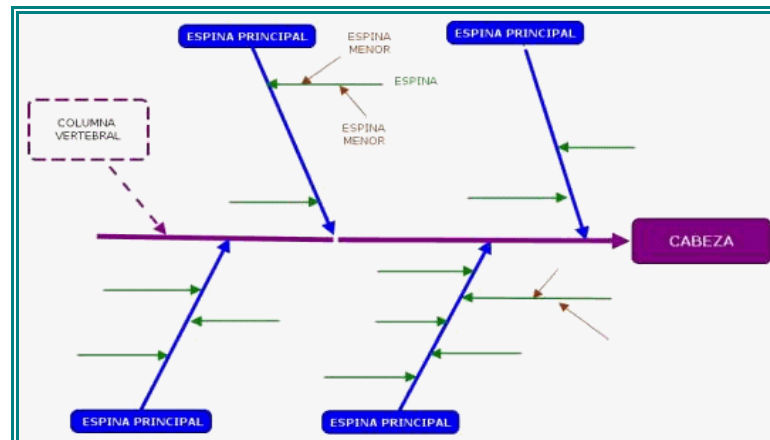 ESPINA PRINCIPAL
ESPINA PRINCIPAL
ESPINA
MENOR
ESPINA
ESPINA
MENOR
COLUMNA
VERTEBRAL
CABEZA
ESPINA PRINCIPAL
ESPINA PRINCIPAL